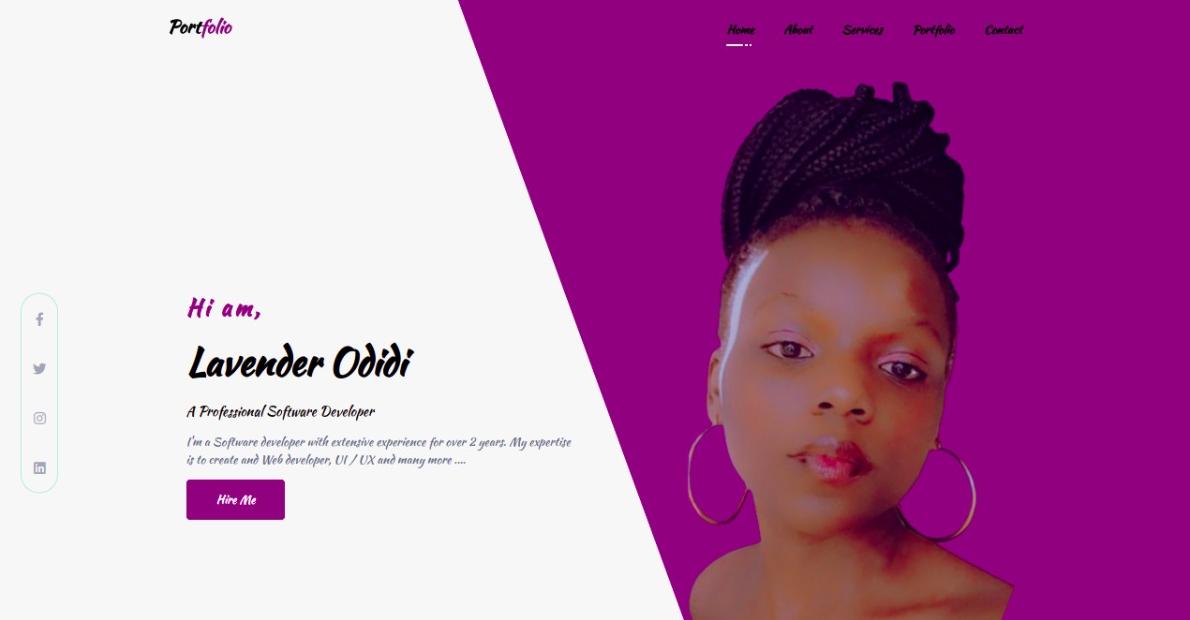 Portfolio
Home About Services Portfolio Contact
Hi am,
Lavender Odidi
A Professional Software Developer
I'm a Software developer with extensive experience for over 2 years. My expertise
is to create and Web developer, UI / UX and many more ....
Hire Me